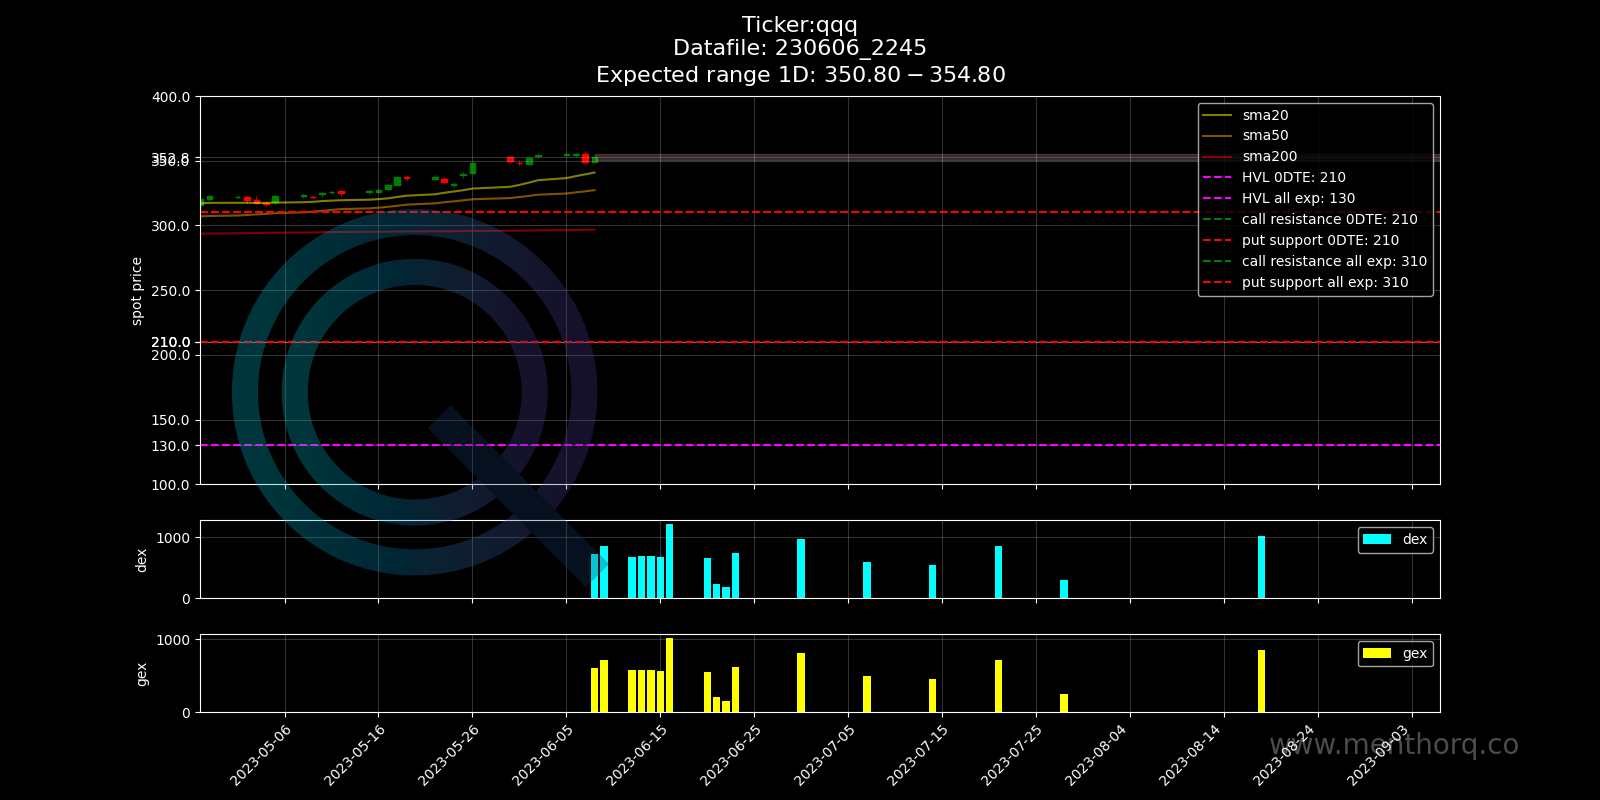 Ticker:qqq
Datafile: 230606_2245
Expected range 1D: 350.80 − 354.80
400.0
352.8
350.0
300.0
250.0
210.0
200.0
150.0
130.0
100.0
spot price
sma20
sma50
sma200
HVL 0DTE: 210
HVL all exp: 130
call resistance 0DTE: 210
put support 0DTE: 210
call resistance all exp: 310
put support all exp: 310
1000
0
dex
dex
1000
0
gex
gex
2023-05-06
2023-05-16
2023-05-26
2023-06-05
2023-06-15
2023-06-25
2023-07-05
2023-07-15
2023-07-25
2023-08-04
2023-08-14
2023-08-24
2023-09-03
www.menthorq.co